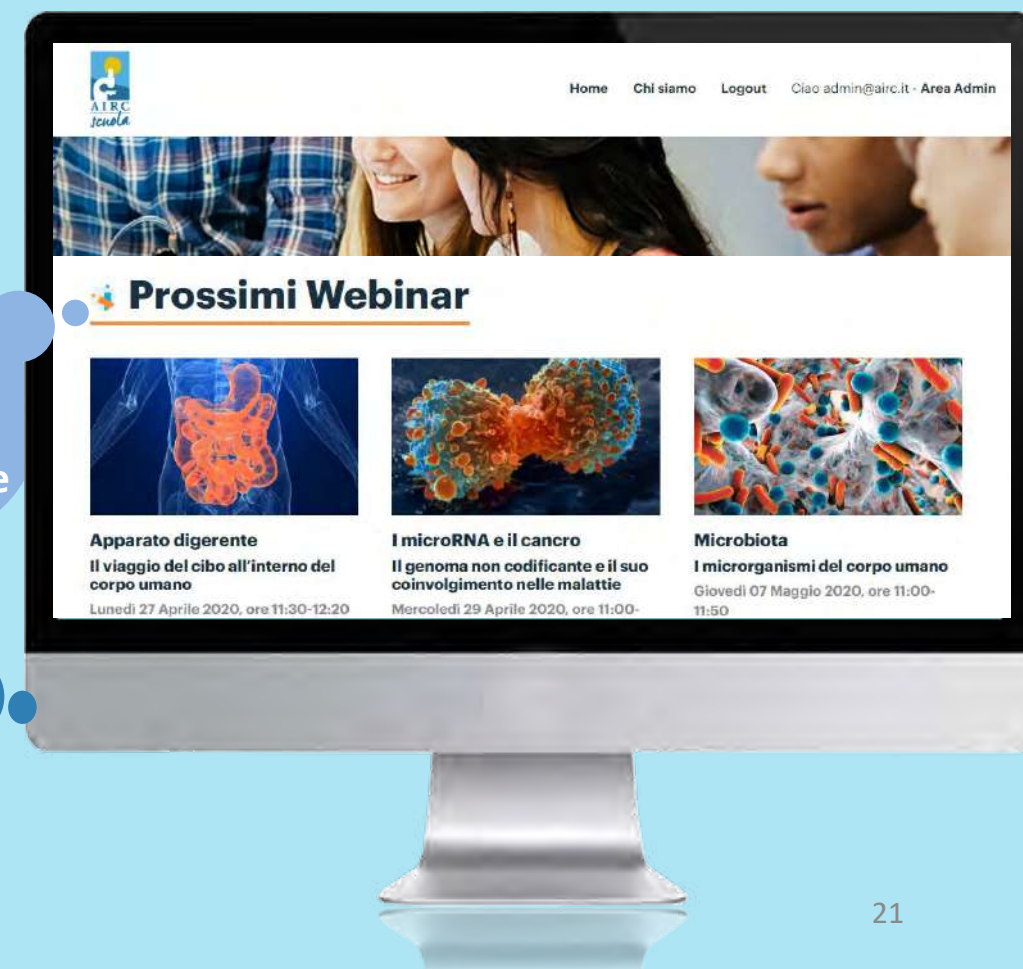 AIRC
scuola
Home Chi siamo Logout Ciao admin@airc.it - Area Admin
Prossimi Webinar
e
Apparato digerente
Il viaggio del cibo all'interno del
corpo umano
Lunedì 27 Aprile 2020, ore 11:30-12:20
I microRNA e il cancro
Il genoma non codificante e il suo
coinvolgimento nelle malattie
Mercoledì 29 Aprile 2020, ore 11:00-
Microbiota
I microrganismi del corpo umano
Giovedì 07 Maggio 2020, ore 11:00-
11:50
21